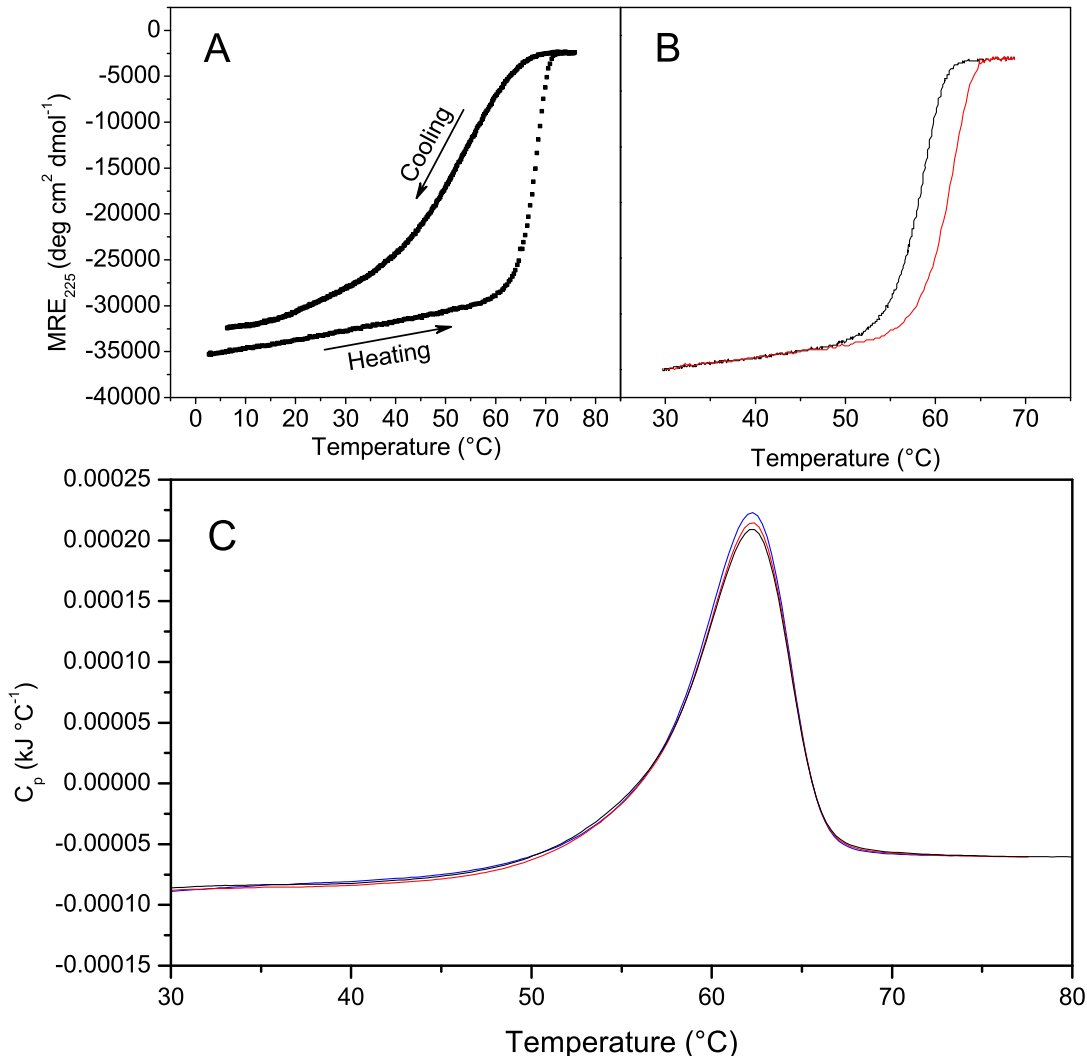 A
0
-5000
-10000
-15000
-20000
-25000
-30000
-35000
-40000
MRE225 (deg cm2 dmol-1)
Cooling
Heating
0 10 20 30 40 50 60 70 80
Temperature (°C)
B
30 40 50 60 70
Temperature (°C)
C
0.00025
0.00020
0.00015
0.00010
0.00005
0.00000
-0.00005
-0.00010
-0.00015
Cp (kJ °C-1)
30 40 50 60 70 80
Temperature (°C)